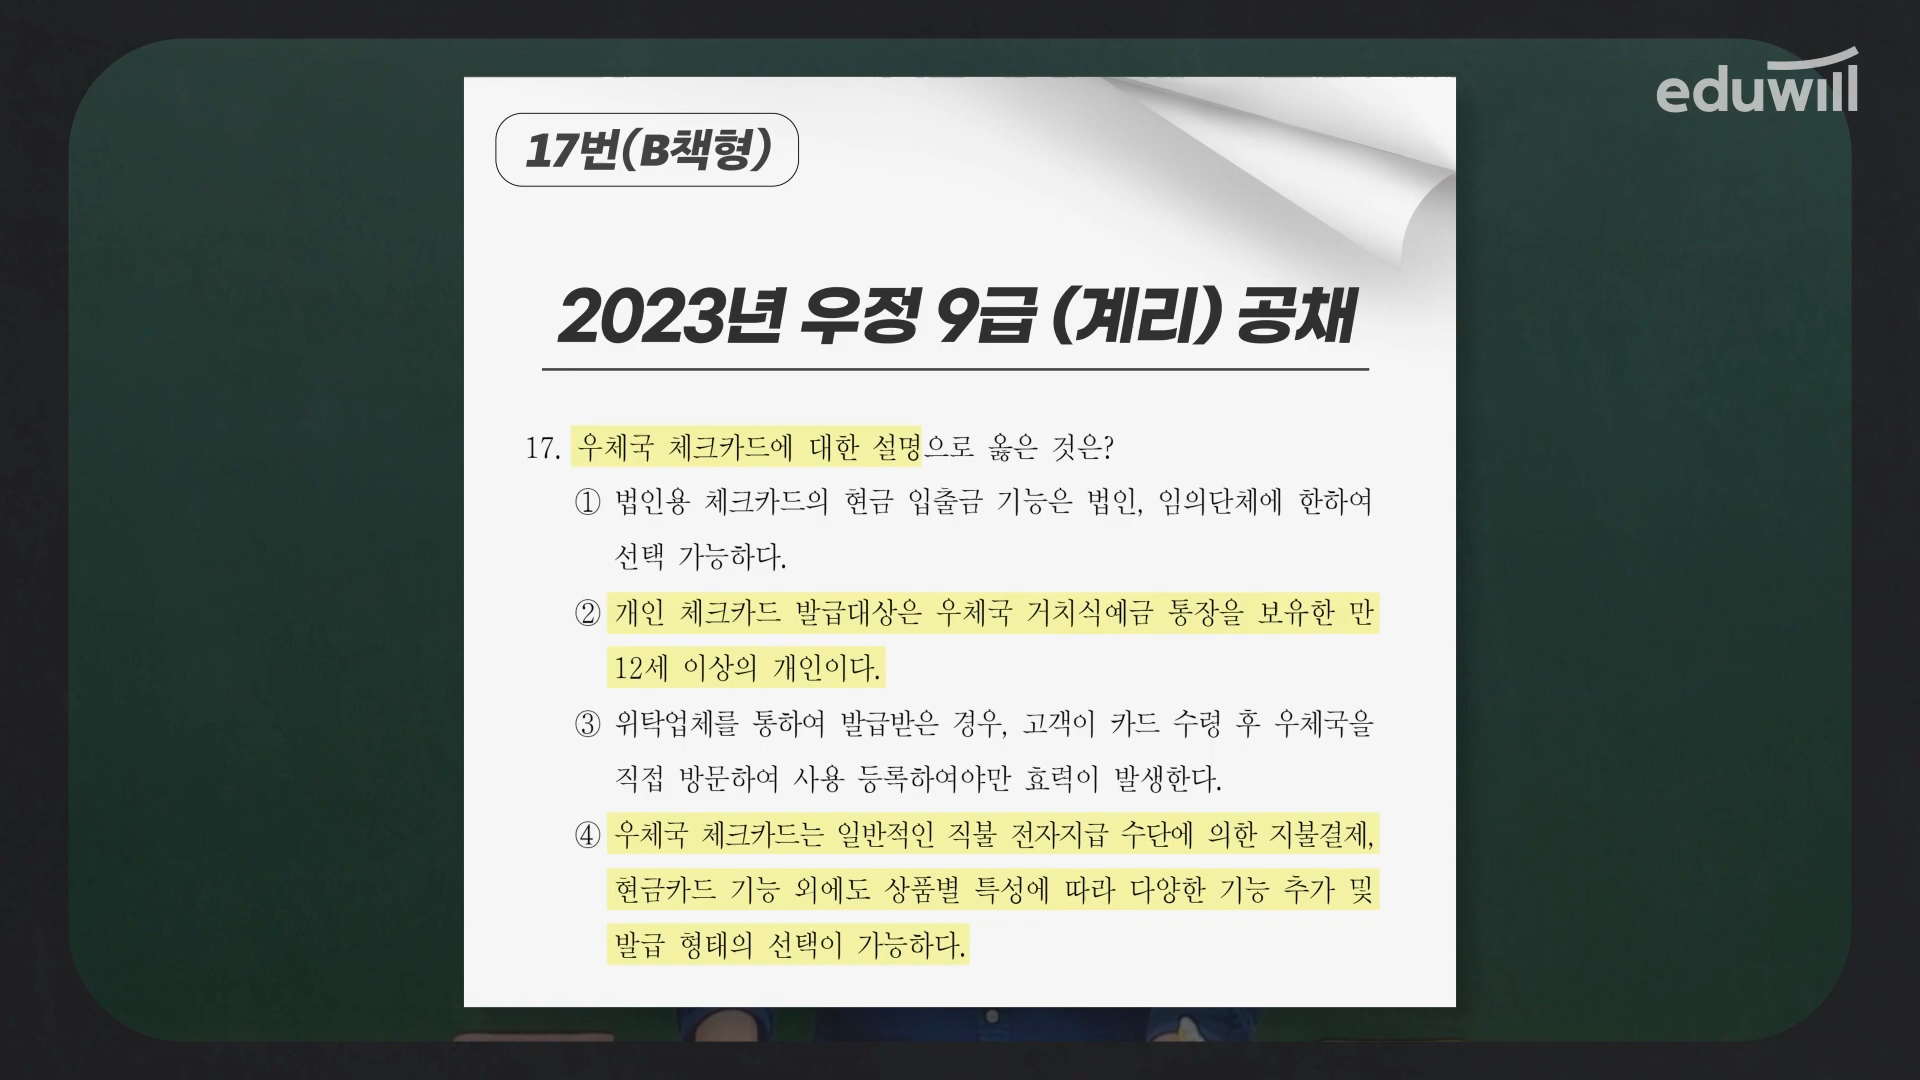 eduwill
17번(B책형)
2023년 우정 9급 (계리) 공채
17. 우체국 체크카드에 대한 설명으로 옳은 것은?
① 법인용 체크카드의 현금 입출금 기능은 법인, 임의단체에 한하여
선택 가능하다.
② 개인 체크카드 발급대상은 우체국 거치식예금 통장을 보유한 만
12세 이상의 개인이다.
③ 위탁업체를 통하여 발급받은 경우, 고객이 카드 수령 후 우체국을
직접 방문하여 사용 등록하여야만 효력이 발생한다.
④ 우체국 체크카드는 일반적인 직불 전자지급 수단에 의한 지불결제,
현금카드 기능 외에도 상품별 특성에 따라 다양한 기능 추가 및
발급 형태의 선택이 가능하다.